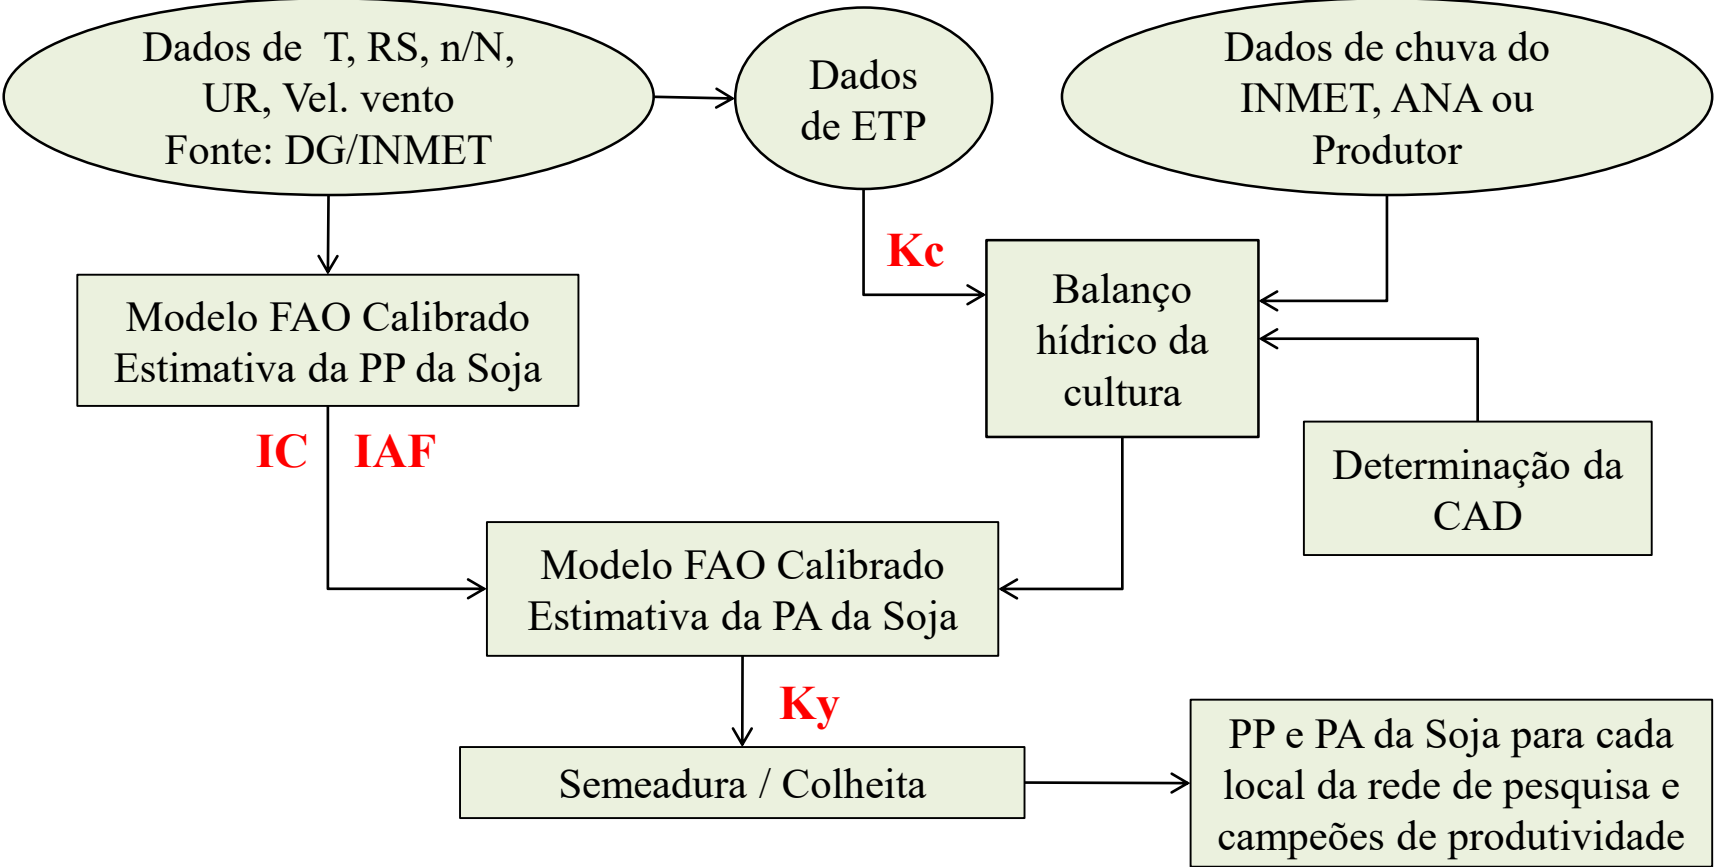 Dados de T, RS, n/N,
UR, Vel. vento
Fonte: DG/INMET
Dados
de ETP
Dados de chuva do
INMET, ANA ou
Produtor
Kc
Balanço
hídrico da
cultura
Modelo FAO Calibrado
Estimativa da PP da Soja
IC IAF
Determinação da
CAD
Modelo FAO Calibrado
Estimativa da PA da Soja
Ky
Semeadura / Colheita
PP e PA da Soja para cada
local da rede de pesquisa e
campeões de produtividade